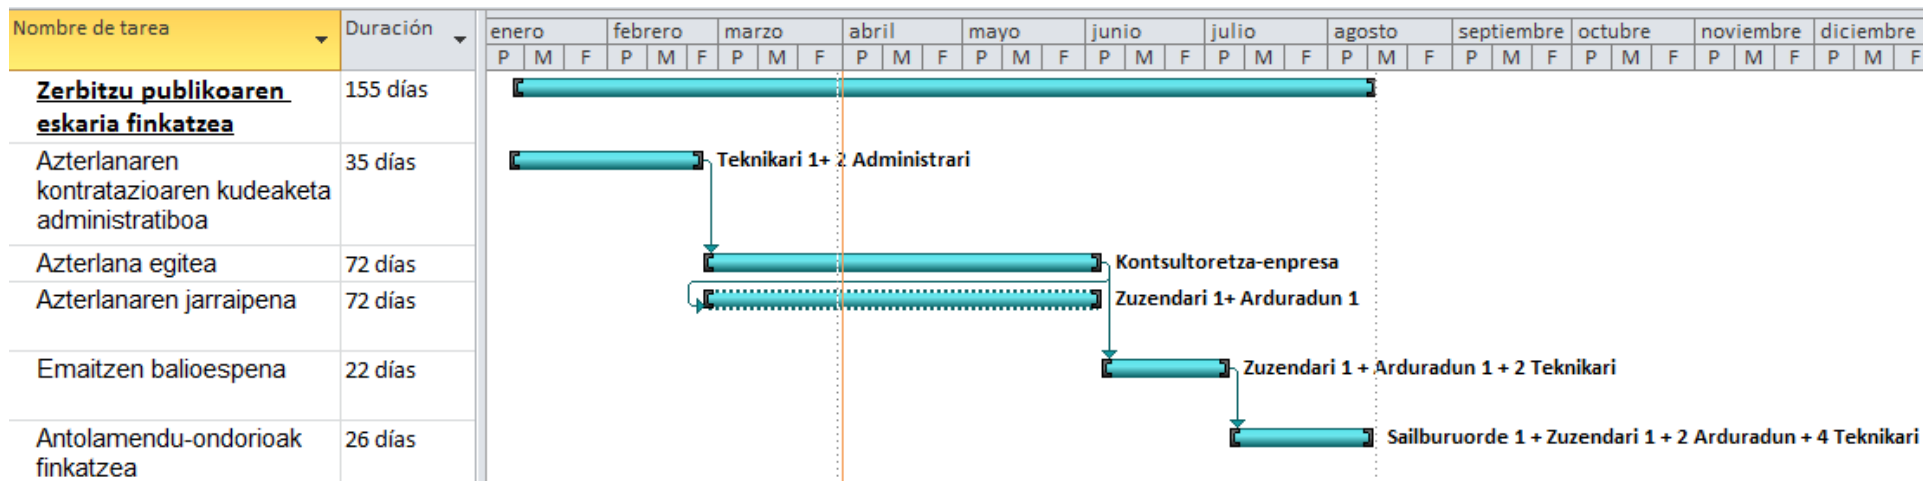 Nombre de tarea Duración enero febrero marzo abril mayo junio julio agosto septiembre octubre noviembre diciembre
P M F P M F P M F P M F P M F P M F P M F P M F P M F P M F P M F P M F
Zerbitzu publikoaren 155 días
eskaria finkatzea
Azterlanaren 35 días Teknikari 1+ 2 Administrari
kontratazioaren kudeaketa
administratiboa
Azterlana egitea 72 días Kontsultoretza-enpresa
Azterlanaren jarraipena 72 días Zuzendari 1+ Arduradun 1
Emaitzen balioespena 22 días Zuzendari 1 + Arduradun 1 + 2 Teknikari
Antolamendu-ondorioak 26 días Sailburuorde 1 + Zuzendari 1 + 2 Arduradun + 4 Teknikari
finkatzea